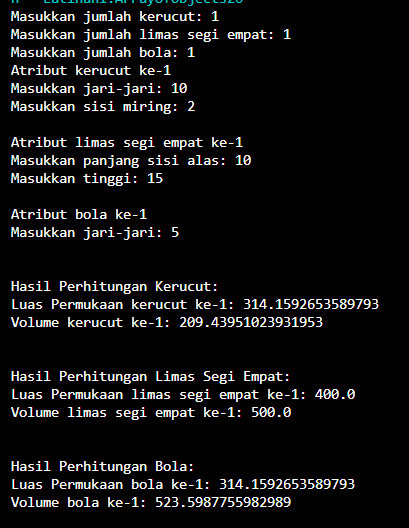 Masukkan jumlah kerucut: 1
Masukkan jumlah limas segi empat: 1
Masukkan jumlah bola: 1
Atribut kerucut ke-1
Masukkan jari-jari: 10
Masukkan sisi miring: 2
Atribut limas segi empat ke-1
Masukkan panjang sisi alas: 10
Masukkan tinggi: 15
Atribut bola ke-1
Masukkan jari-jari: 5
Hasil Perhitungan Kerucut:
Luas Permukaan kerucut ke-1: 314.1592653589793
Volume kerucut ke-1: 209.43951023931953
Hasil Perhitungan Limas Segi Empat:
Luas Permukaan limas segi empat ke-1: 400.0
Volume limas segi empat ke-1: 500.0
Hasil Perhitungan Bola:
Luas Permukaan bola ke-1: 314.1592653589793
Volume bola ke-1: 523.5987755982989